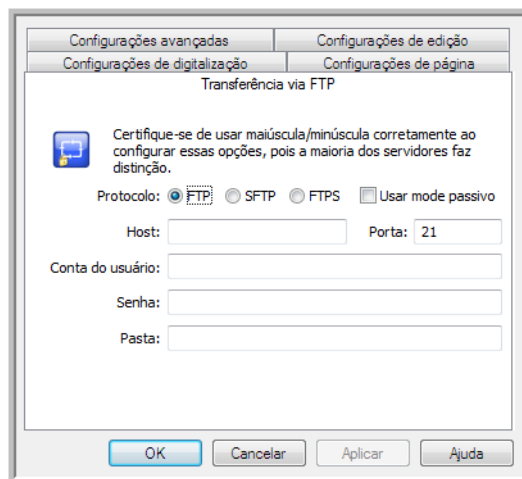 Configurações avançadas Configurações de edição
Configurações de digitalização Configurações de página
Transferência via FTP
Certifique-se de usar maiúscula/minúscula corretamente ao
configurar essas opções, pois a maioria dos servidores faz
distinção.
Protocolo: FTP SFTP FTPS Usar mode passivo
Host: Porta: 21
Conta do usuário:
Senha:
Pasta:
OK Cancelar Aplicar Ajuda